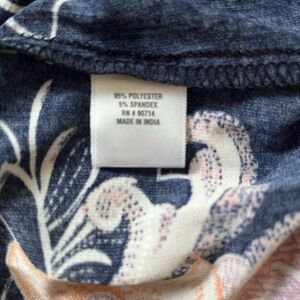 95% POLYESTER
5% SPANDEX
RN # 90714
MADE IN INDIA